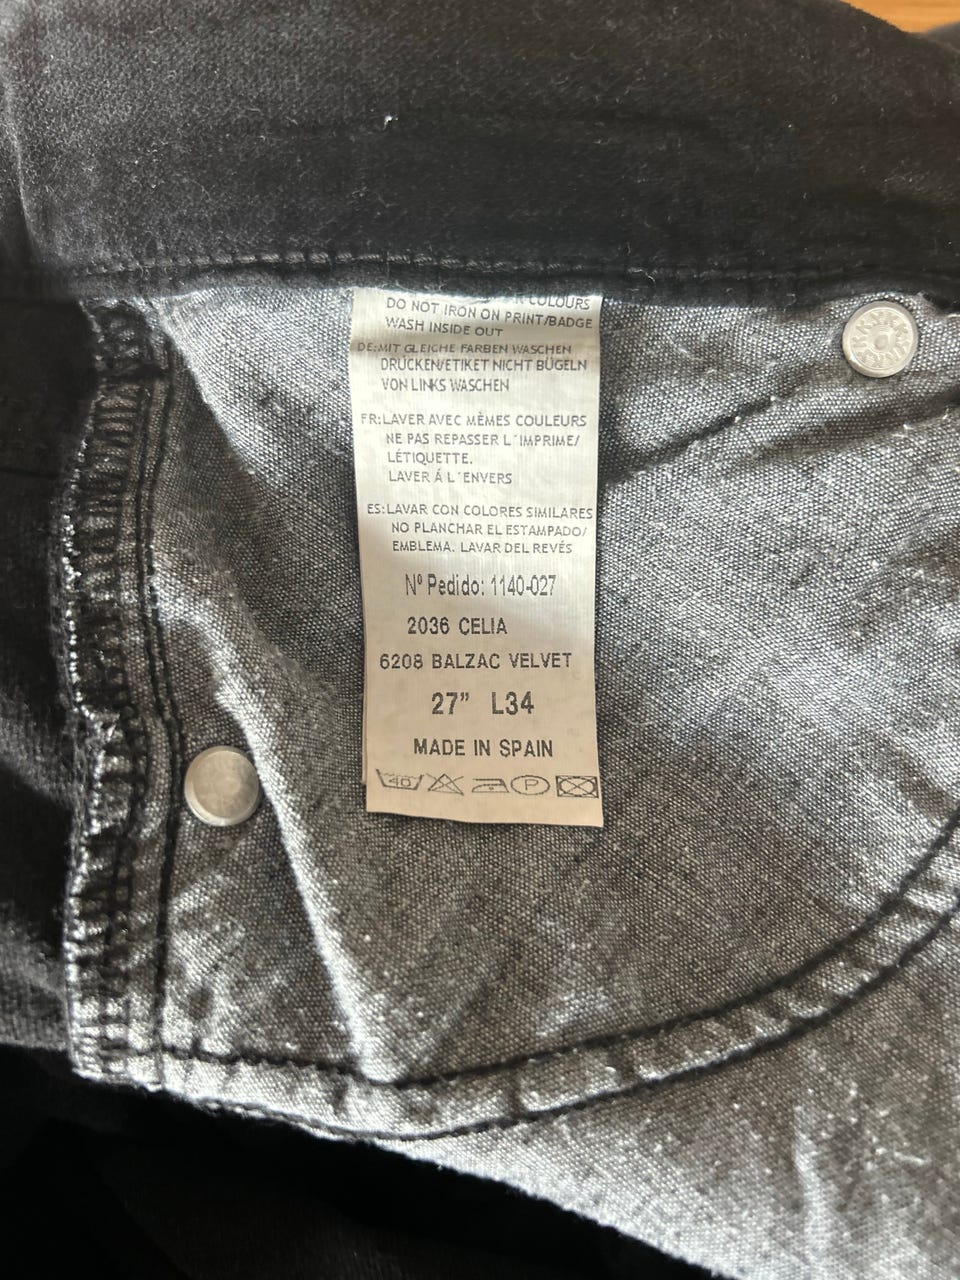 COLOURS
DO NOT IRON ON PRINT/BADGE
WASH INSIDE OUT
DE:MIT GLEICHE FARBEN WASCHEN
DRÜCKEN/ETIKET NICHT BÜGELN
VON LINKS WASCHEN
FR:LAVER AVEC MÈMES COULEURS
NE PAS REPASSER L´IMPRIME/
LÉTIQUETTE.
LAVER Á L´ENVERS
ES:LAVAR CON COLORES SIMILARES
NO PLANCHAR EL ESTAMPADO/
EMBLEMA. LAVAR DEL REVÉS
Nº Pedido: 1140-027
2036 CELIA
6208 BALZAC VELVET
27” L34
MADE IN SPAIN
40 P